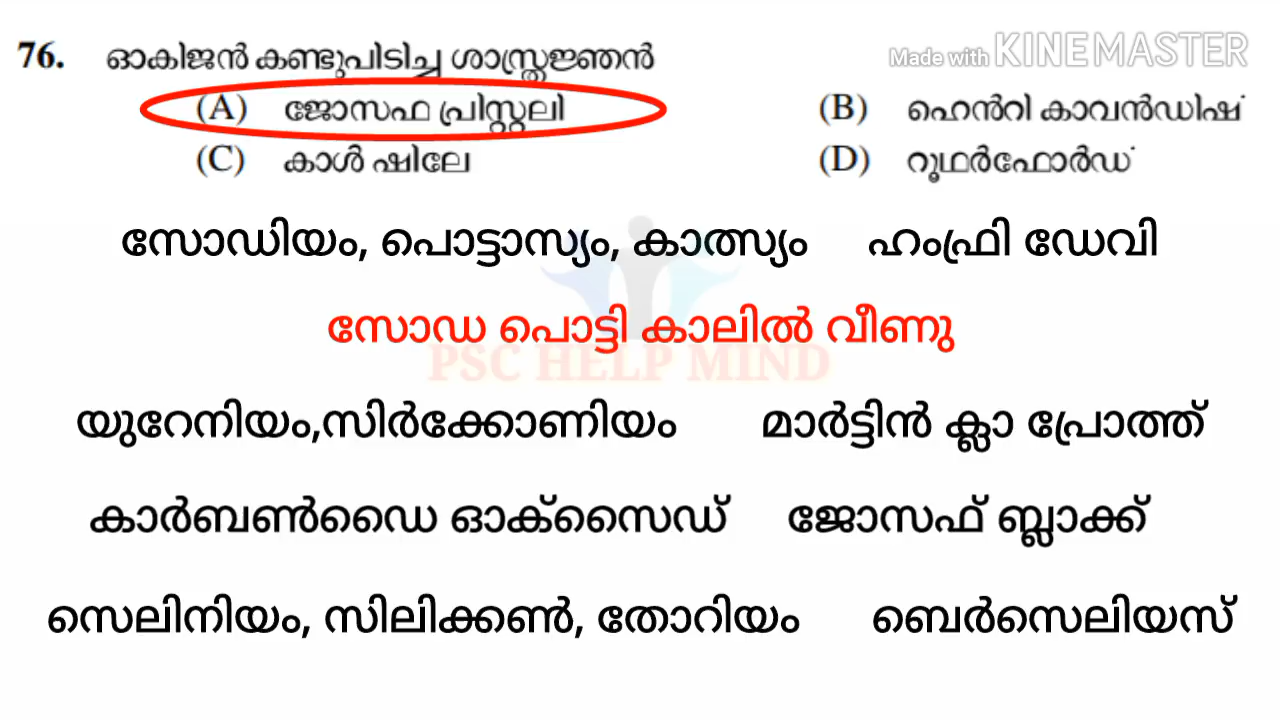 76. ഓകിജൻ കണ്ടുപിടിച്ച ശാസ്ത്രജ്ഞൻ
Made with KINEMASTER
(A) ജോസഫ പ്രിസ്റ്റലി (B) ഹെൻറി കാവൻഡിഷ്
(C) കാൾ ഷിലേ (D) റൂഥർഫോർഡ്
സോഡിയം, പൊട്ടാസ്യം, കാത്സ്യം ഹംഫ്രി ഡേവി
സോഡ പൊട്ടി കാലിൽ വീണു
PSC HELP MIND
യുറേനിയം,സിർക്കോണിയം മാർട്ടിൻ ക്ലാ പ്രോത്ത്
കാർബൺഡൈ ഓക്സൈഡ് ജോസഫ് ബ്ലാക്ക്
സെലിനിയം, സിലിക്കൺ, തോറിയം ബെർസെലിയസ്